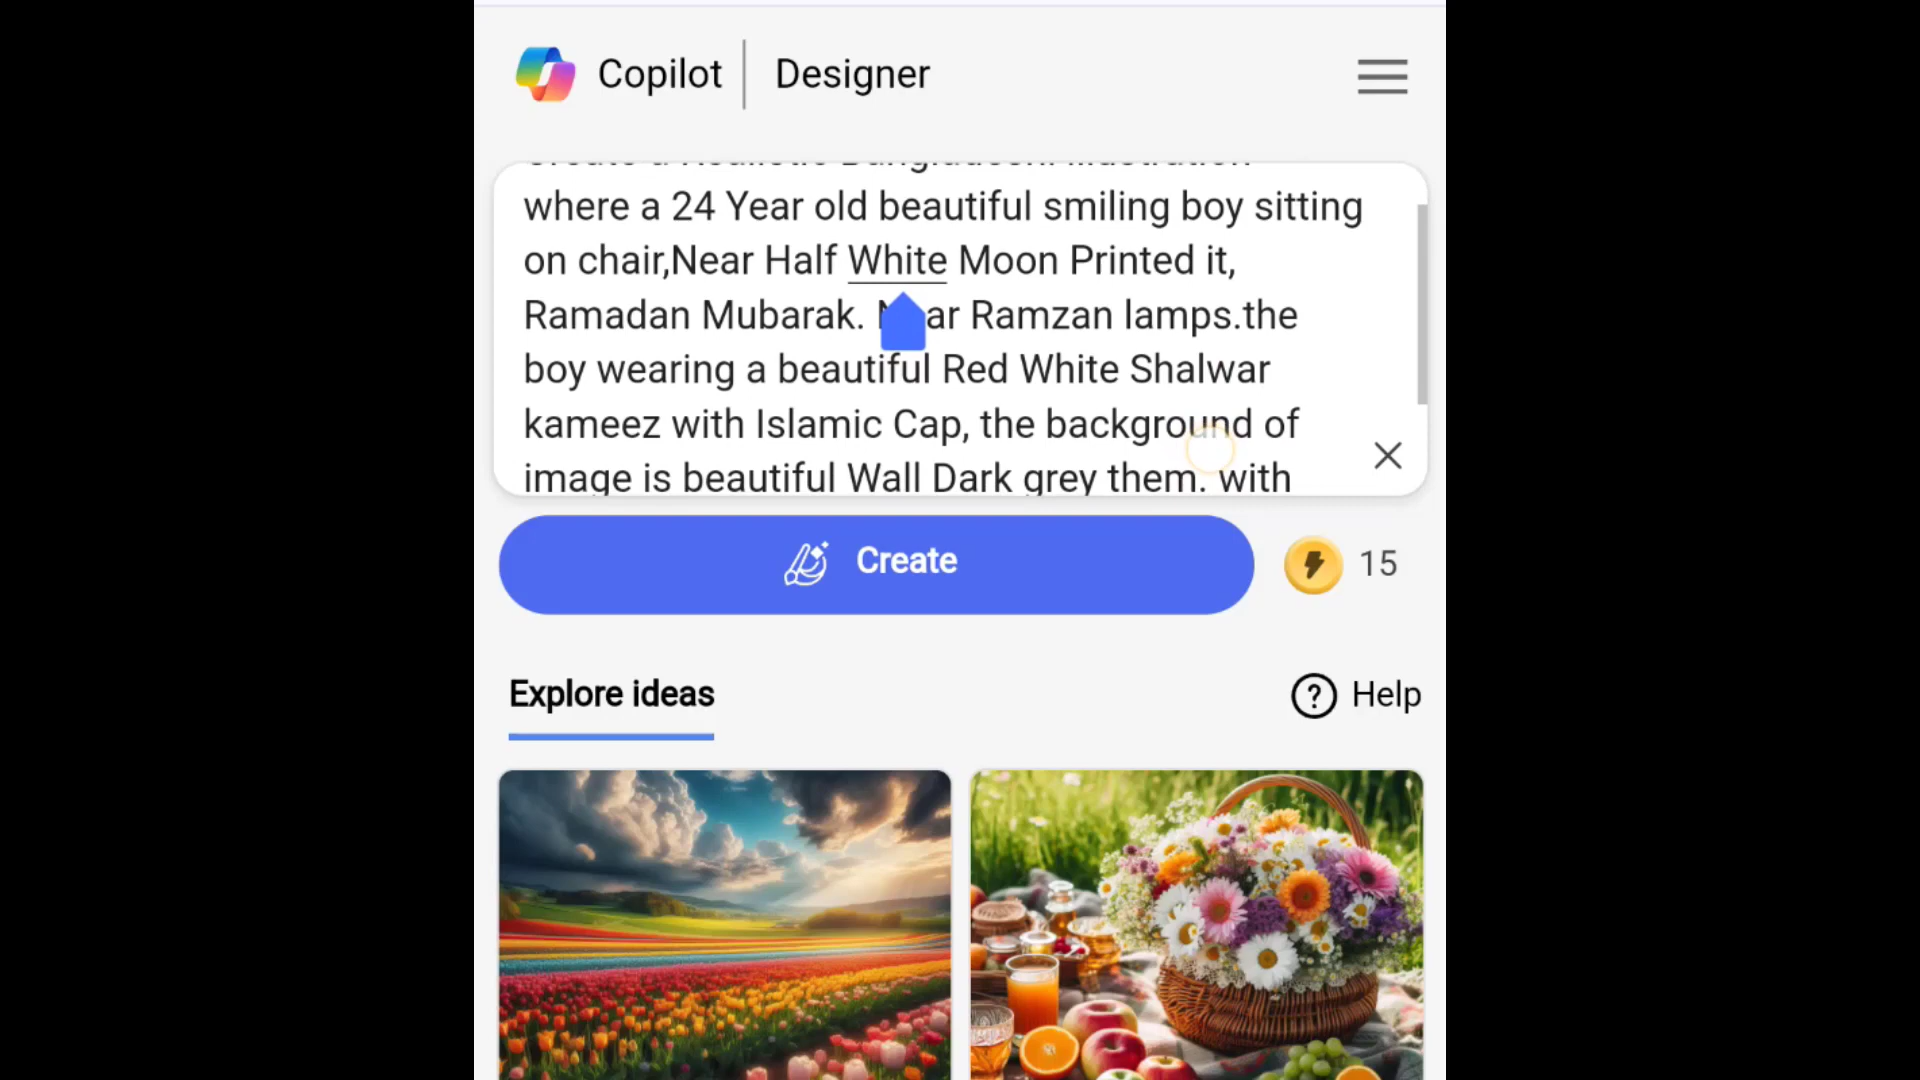 Copilot
Designer
where a 24 Year old beautiful smiling boy sitting
on chair,Near Half White Moon Printed it,
Ramadan Mubarak. Ramzan lamps.the
boy wearing a beautiful Red White Shalwar
kameez with Islamic Cap, the background of
image is beautiful Wall Dark grey them. with
Create
15
Explore ideas
? Help